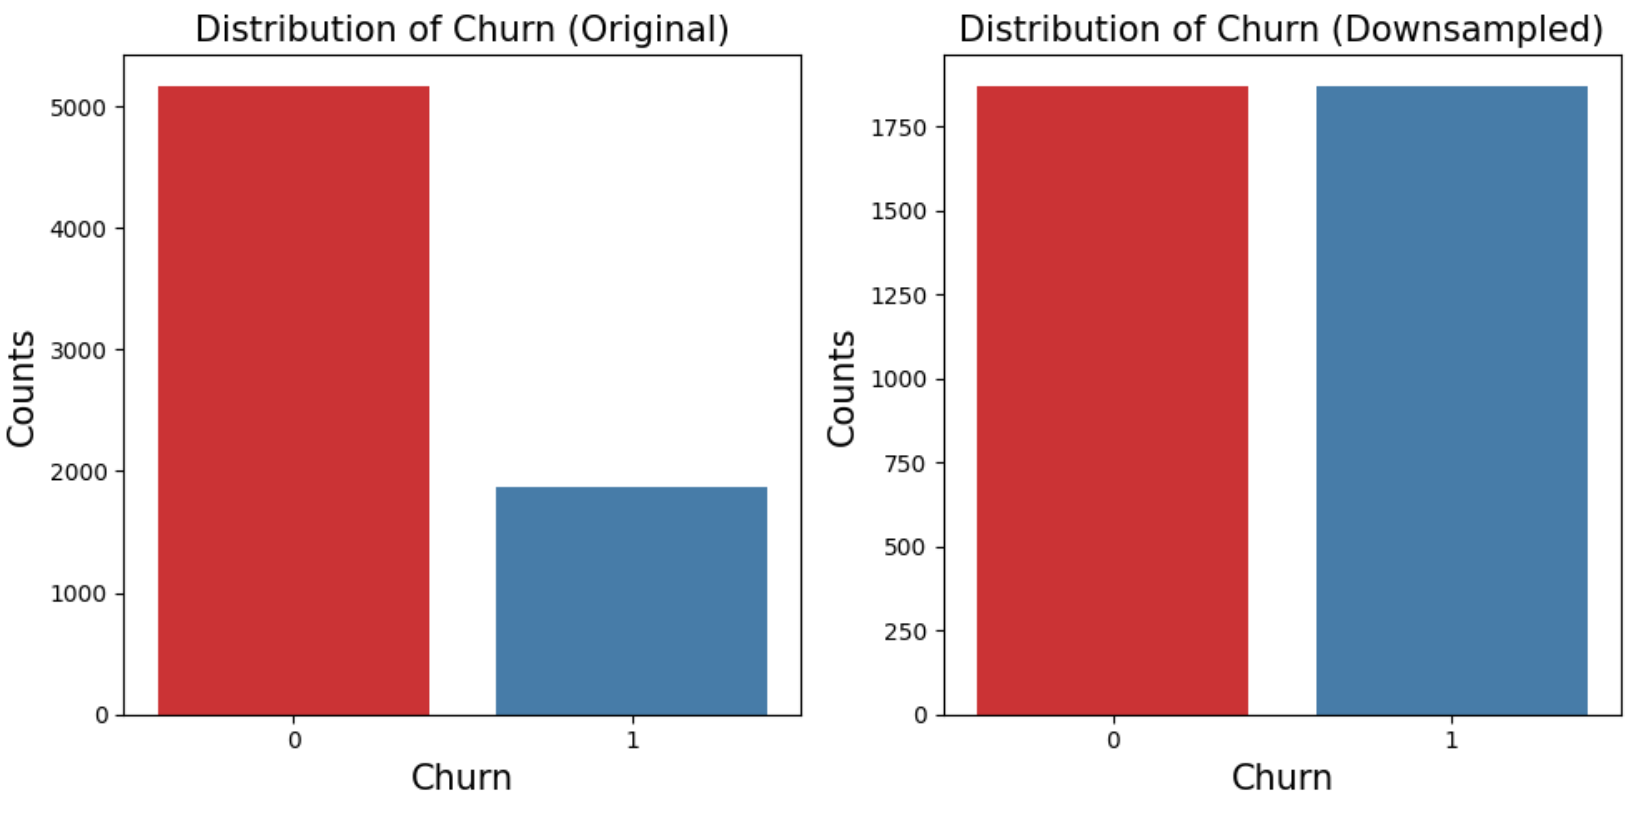 Distribution of Churn (Original)
Counts
5000
4000
3000
2000
1000
0
0 1
Churn
Distribution of Churn (Downsampled)
Counts
1750
1500
1250
1000
750
500
250
0
0 1
Churn